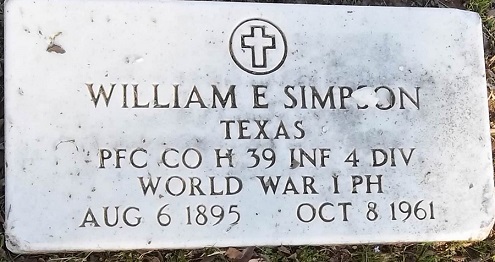 WILLIAM E SIMPSON
TEXAS
PFC CO H 39 INF 4 DIV
WORLD WAR I PH
AUG 6 1895 OCT 8 1961